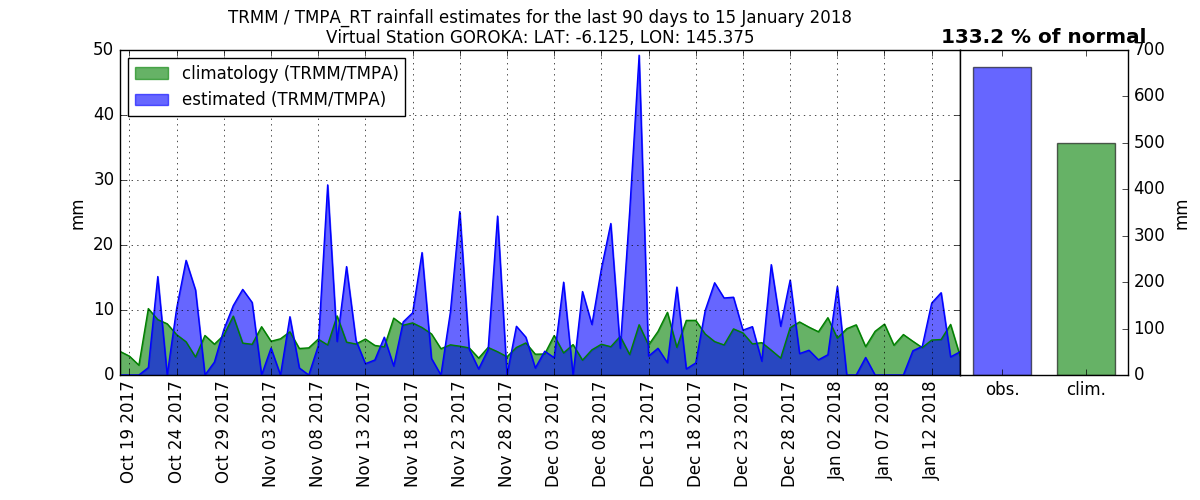 TRMM / TMPA_RT rainfall estimates for the last 90 days to 15 January 2018
Virtual Station GOROKA: LAT: -6.125, LON: 145.375
133.2 % of normal
climatology (TRMM/TMPA)
estimated (TRMM/TMPA)
mm
50
40
30
20
10
0
Oct 19 2017
Oct 24 2017
Oct 29 2017
Nov 03 2017
Nov 08 2017
Nov 13 2017
Nov 18 2017
Nov 23 2017
Nov 28 2017
Dec 03 2017
Dec 08 2017
Dec 13 2017
Dec 18 2017
Dec 23 2017
Dec 28 2017
Jan 02 2018
Jan 07 2018
Jan 12 2018
obs.
clim.
700
600
500
400
300
200
100
0
mm